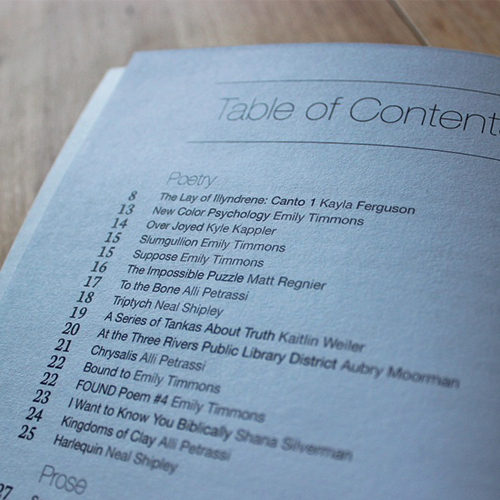 Table of Contents
Poetry
8 The Lay of Illyndrene: Canto 1 Kayla Ferguson
13 New Color Psychology Emily Timmons
14 Over Joyed Kyle Kappler
15 Slumgullion Emily Timmons
15 Suppose Emily Timmons
16 The Impossible Puzzle Matt Regnier
17 To the Bone Alli Petrassi
18 Triptych Neal Shipley
19 A Series of Tankas About Truth Kaitlin Weiler
20 At the Three Rivers Public Library District Aubry Moorman
21 Chrysalis Alli Petrassi
22 Bound to Emily Timmons
22 FOUND Poem #4 Emily Timmons
23 I Want to Know You Biblically Shana Silverman
24 Kingdoms of Clay Alli Petrassi
25 Harlequin Neal Shipley
Prose
27